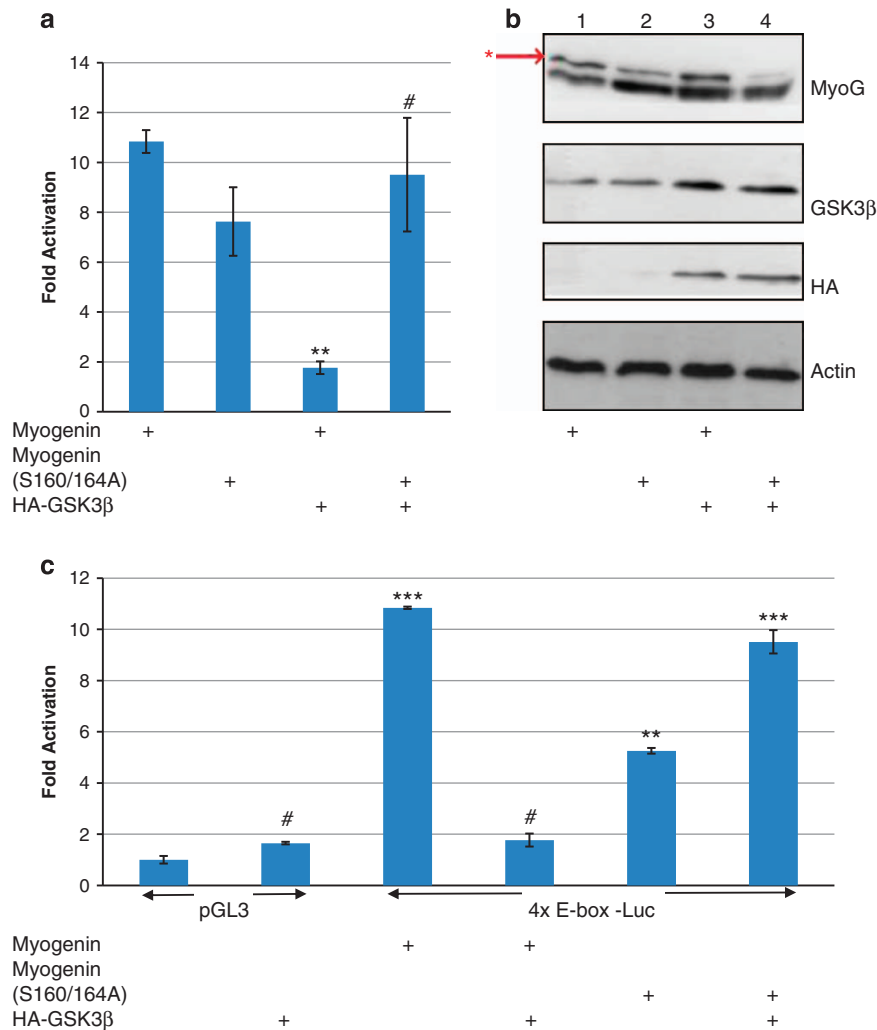 a
14
12
10
8
6
4
2
0
Fold Activation
#
**
Myogenin + +
Myogenin
(S160/164A) + +
HA-GSK3β + +
b
1 2 3 4
*
MyoG
GSK3β
HA
Actin
+ +
+ +
+ +
c
12
10
8
6
4
2
0
Fold Activation
#
***
#
**
***
pGL3 4x E-box -Luc
Myogenin + +
Myogenin
(S160/164A) + +
HA-GSK3β + + +